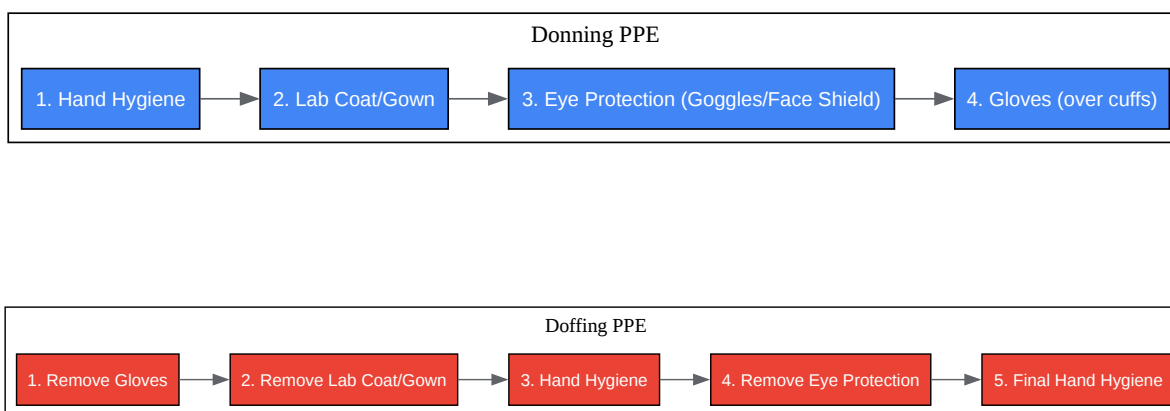 Donning PPE
1. Hand Hygiene
2. Lab Coat/Gown
3. Eye Protection (Goggles/Face Shield)
4. Gloves (over cuffs)
Doffing PPE
1. Remove Gloves
2. Remove Lab Coat/Gown
3. Hand Hygiene
4. Remove Eye Protection
5. Final Hand Hygiene